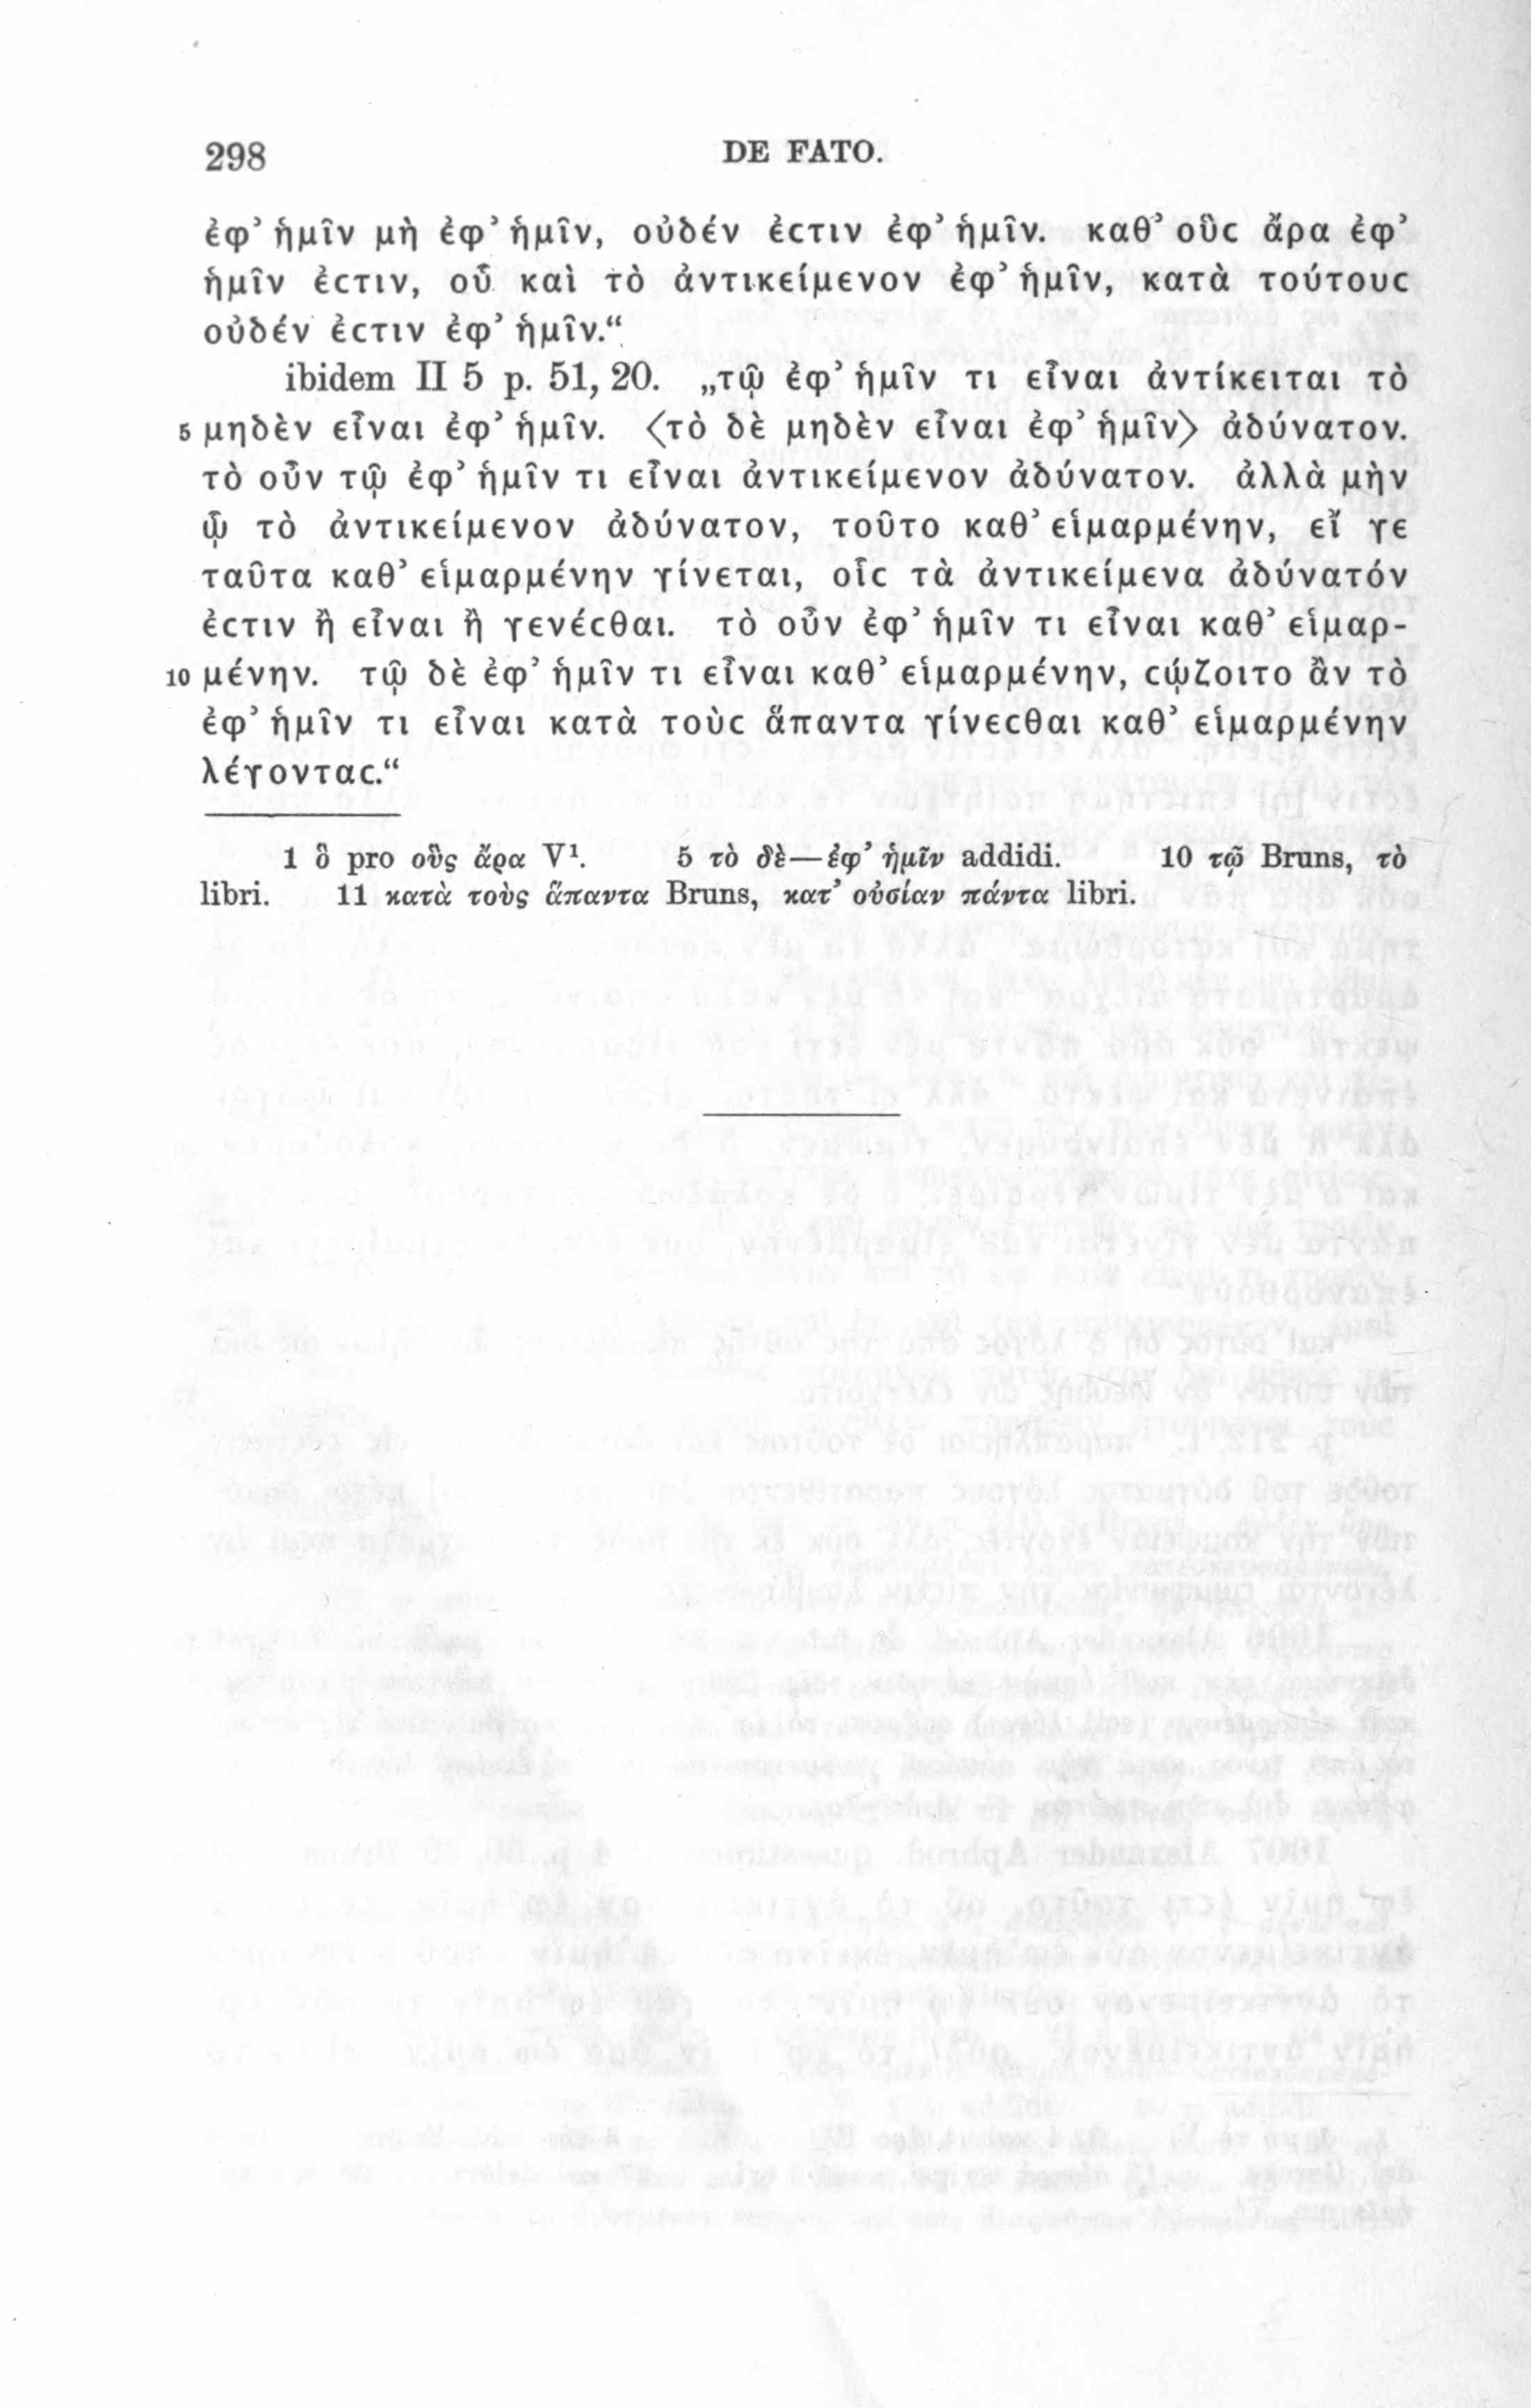 298 DE FATO.
ἐφ’ ἡμῖν μὴ ἐφ’ ἡμῖν, οὐδέν ἐϲτιν ἐφ’ ἡμῖν. καθ’ οὓϲ ἄρα ἐφ’
ἡμῖν ἐϲτιν, οὗ καὶ τὸ ἀντικείμενον ἐφ’ ἡμῖν, κατὰ τούτουϲ
οὐδέν ἐϲτιν ἐφ’ ἡμῖν.“
ibidem II 5 p. 51, 20. „τῷ ἐφ’ ἡμῖν τι εἶναι ἀντίκειται τὸ
5 μηδὲν εἶναι ἐφ’ ἡμῖν. 〈τὸ δὲ μηδὲν εἶναι ἐφ’ ἡμῖν〉 ἀδύνατον.
τὸ οὖν τῷ ἐφ’ ἡμῖν τι εἶναι ἀντικείμενον ἀδύνατον. ἀλλὰ μὴν
ᾧ τὸ ἀντικείμενον ἀδύνατον, τοῦτο καθ’ εἱμαρμένην, εἴ γε
ταῦτα καθ’ εἱμαρμένην γίνεται, οἷϲ τὰ ἀντικείμενα ἀδύνατόν
ἐϲτιν ἢ εἶναι ἢ γενέϲθαι. τὸ οὖν ἐφ’ ἡμῖν τι εἶναι καθ’ εἱμαρ-
10 μένην. τῷ δὲ ἐφ’ ἡμῖν τι εἶναι καθ’ εἱμαρμένην, ϲῴζοιτο ἂν τὸ
ἐφ’ ἡμῖν τι εἶναι κατὰ τοὺϲ ἅπαντα γίνεϲθαι καθ’ εἱμαρμένην
λέγονταϲ.“
1 ὃ pro οὓς ἄρα V¹. 5 τὸ δὲ—ἐφ’ ἡμῖν addidi. 10 τῷ Bruns, τὸ
libri. 11 κατὰ τοὺς ἅπαντα Bruns, κατ’ οὐσίαν πάντα libri.